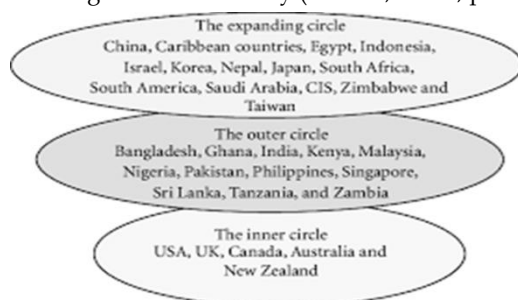 The expanding circle
China, Caribbean countries, Egypt, Indonesia,
Israel, Korea, Nepal, Japan, South Africa,
South America, Saudi Arabia, CIS, Zimbabwe and
Taiwan
The outer circle
Bangladesh, Ghana, India, Kenya, Malaysia,
Nigeria, Pakistan, Philippines, Singapore,
Sri Lanka, Tanzania, and Zambia
The inner circle
USA, UK, Canada, Australia and
New Zealand